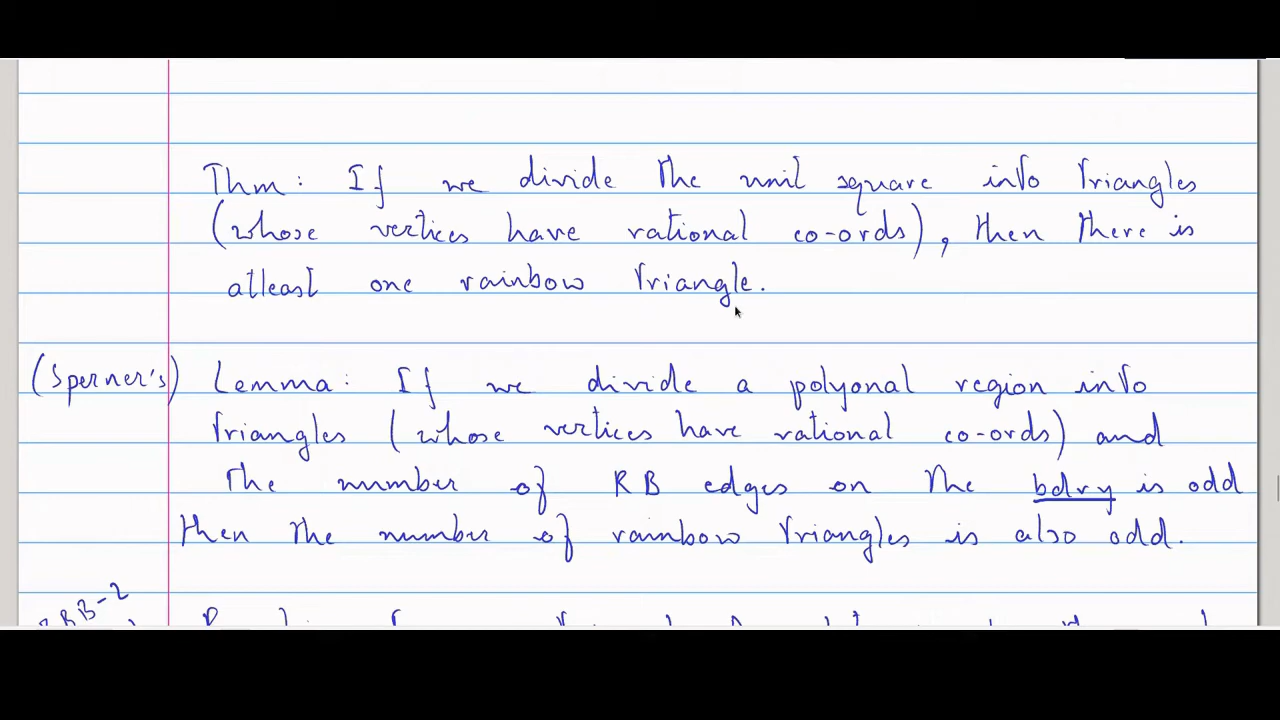 Thm: If we divide the unit square into triangles
(whose vertices have rational co-ords), then there is
atleast one rainbow triangle.
(Sperner's) Lemma: If we divide a polyonal region into
triangles (whose vertices have rational co-ords) and
the number of RB edges on the bdry is odd
then the number of rainbow triangles is also odd.